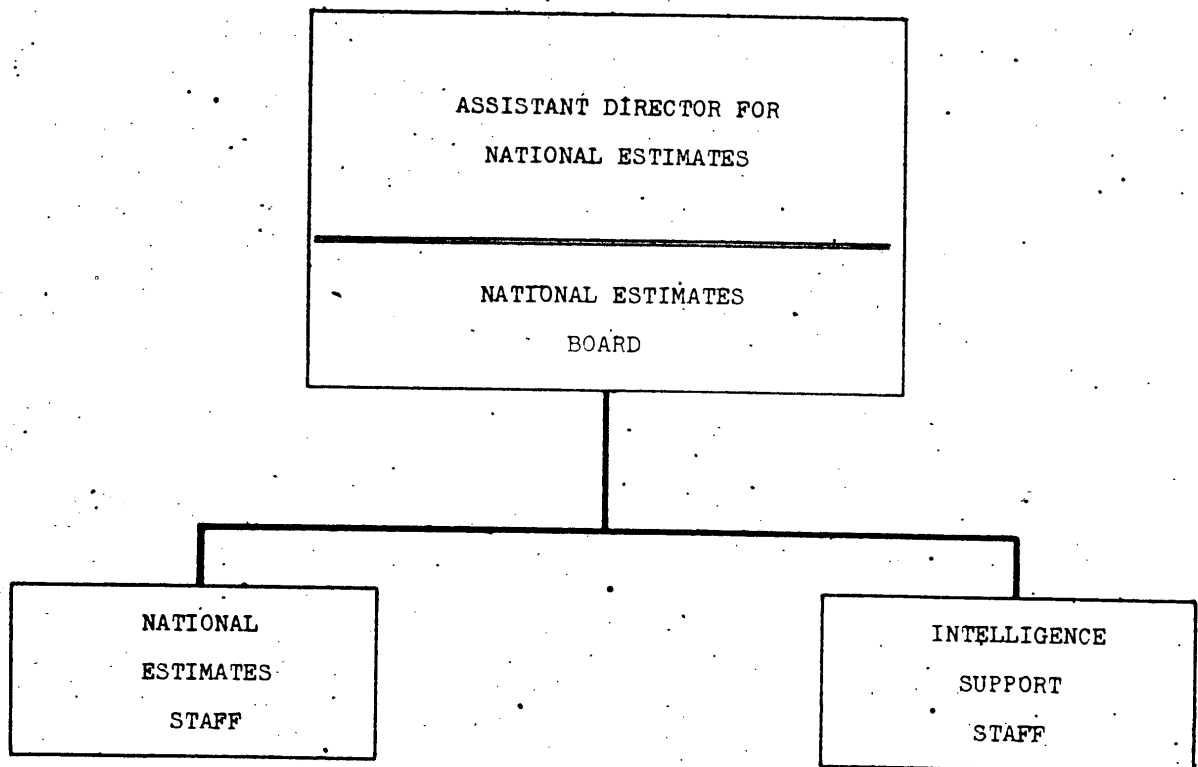 ASSISTANT DIRECTOR FOR
NATIONAL ESTIMATES
NATIONAL ESTIMATES
BOARD
NATIONAL
ESTIMATES
STAFF
INTELLIGENCE
SUPPORT
STAFF